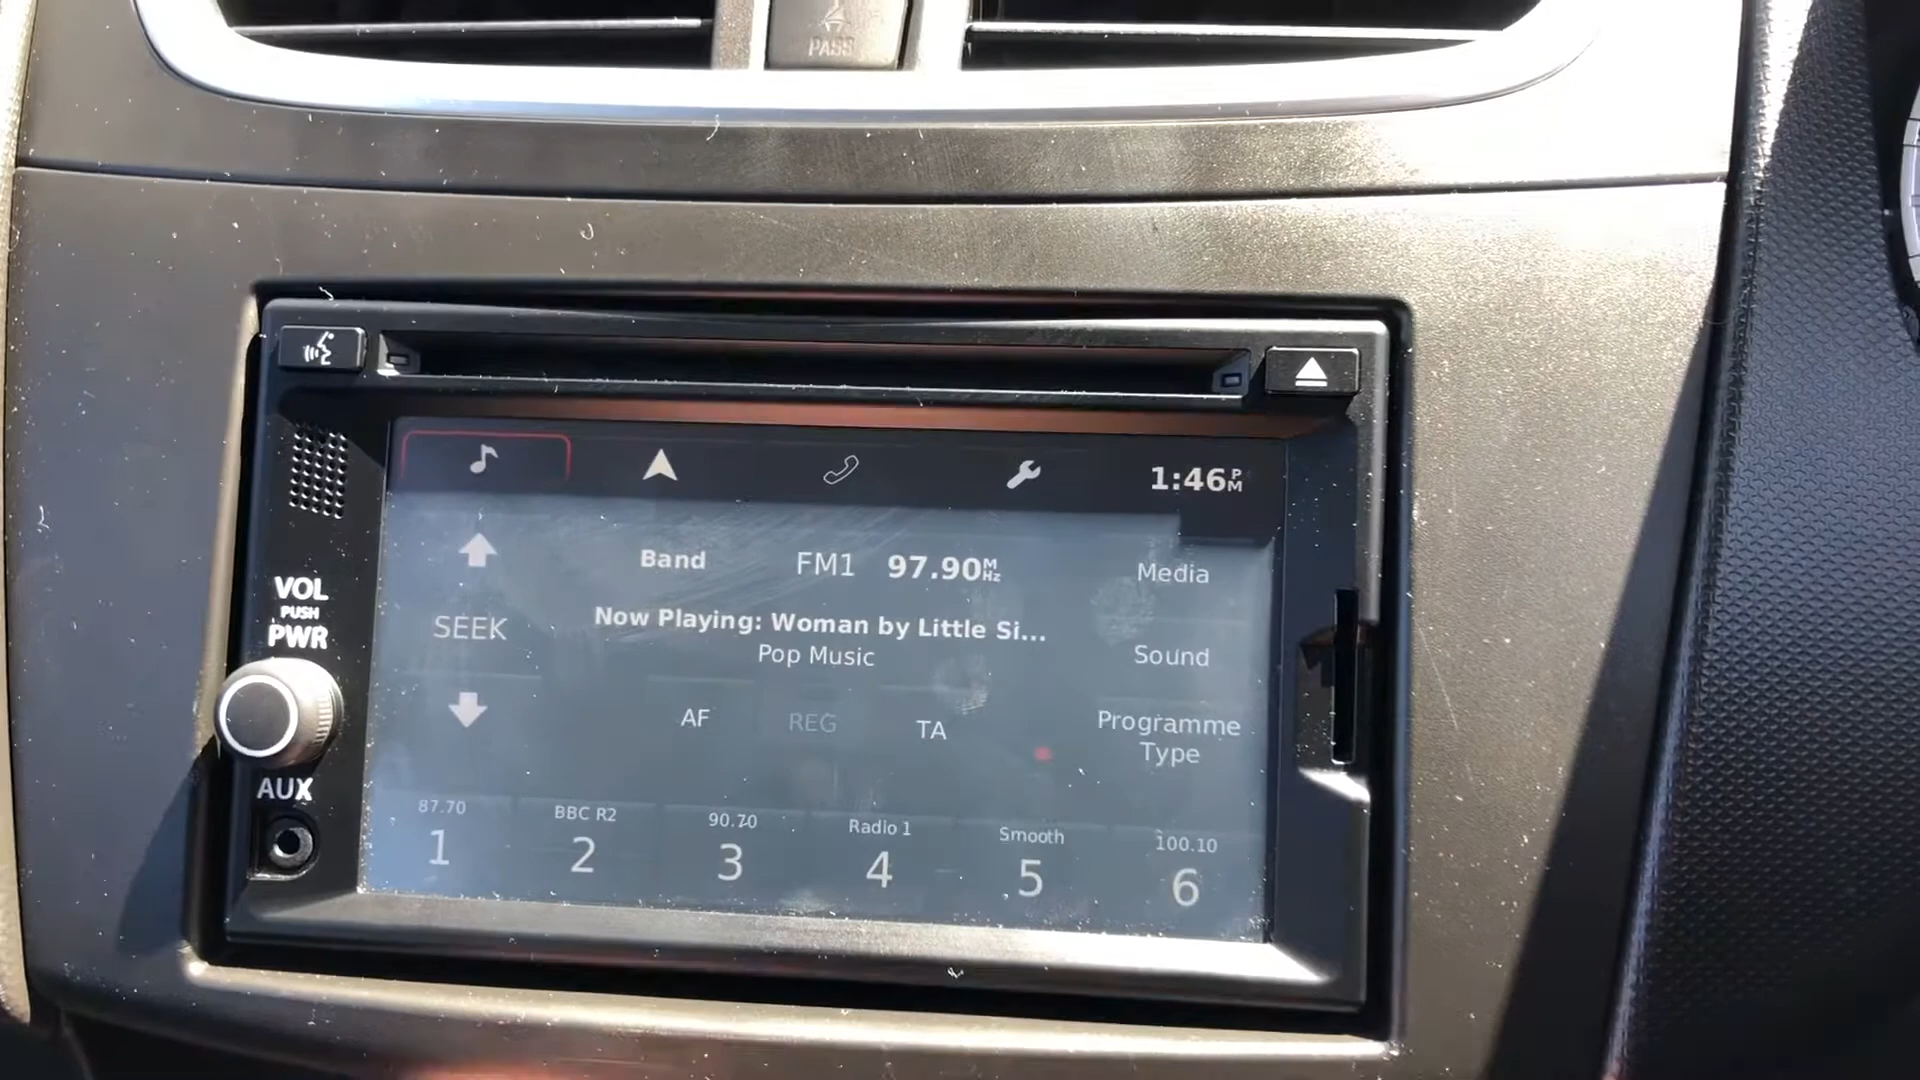 PASS
1:46 PM
Band FM1 97.90 MHz Media
Now Playing: Woman by Little Si...
Pop Music
SEEK
Sound
AF REG TA
Programme
Type
VOL
PUSH
PWR
AUX
87.70 BBC R2 90.70 Radio 1 Smooth 100.10
1 2 3 4 5 6